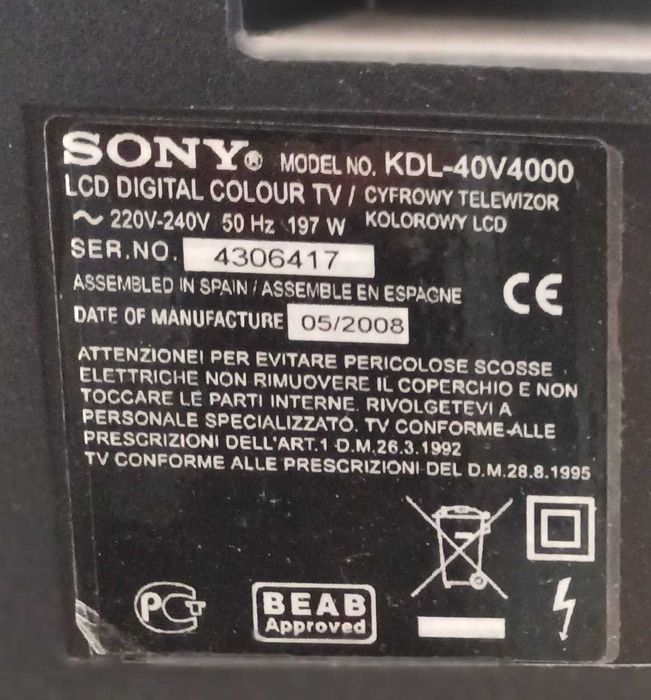 SONY® MODEL NO. KDL-40V4000
LCD DIGITAL COLOUR TV / CYFROWY TELEWIZOR
~ 220V-240V 50 Hz 197 W KOLOROWY LCD
SER.NO. 4306417
ASSEMBLED IN SPAIN / ASSEMBLE EN ESPAGNE
CE
DATE OF MANUFACTURE 05/2008
ATTENZIONE! PER EVITARE PERICOLOSE SCOSSE
ELETTRICHE NON RIMUOVERE IL COPERCHIO E NON
TOCCARE LE PARTI INTERNE. RIVOLGETEVI A
PERSONALE SPECIALIZZATO. TV CONFORME-ALLE
PRESCRIZIONI DELL'ART.1 D.M.26.3.1992
TV CONFORME ALLE PRESCRIZIONI DEL D.M.28.8.1995
PCT
BEAB
Approved